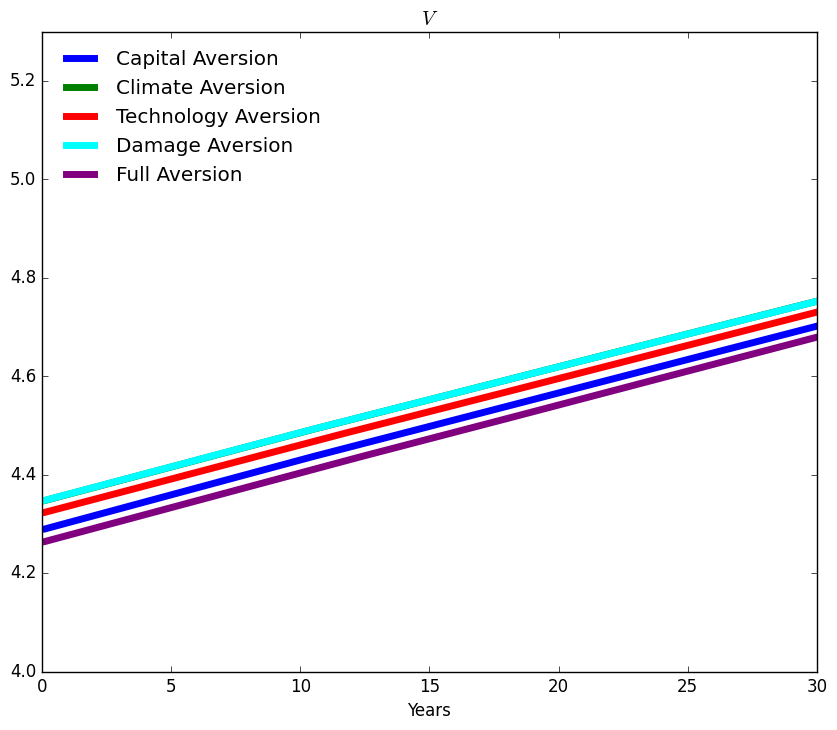 V
5.2
5.0
4.8
4.6
4.4
4.2
4.0
Capital Aversion
Climate Aversion
Technology Aversion
Damage Aversion
Full Aversion
0 5 10 15 20 25 30
Years